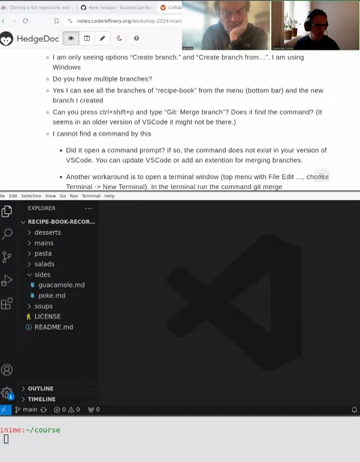 Cloning a Git repository and
New release · hosted/recipe-b
Colla
notes.coderefinery.org/workshop-2024-marc
HedgeDoc
I am only seeing options "Create branch." and "Create branch from...". I am using
Windows
Do you have multiple branches?
Yes I can see all the branches of "recipe-book" from the menu (bottom bar) and the new
branch I created
Can you press ctrl+shift+p and type "Git: Merge branch"? Does it find the command? (It
seems in an older version of VSCode it might not be there.)
I cannot find a command by this
Did it open a command prompt? If so, the command does not exist in your version of
VSCode. You can update VSCode or add an extention for merging branches.
Another workaround is to open a terminal window (top menu with File Edit ...., choose
Terminal -> New Terminal). In the terminal run the command git merge
File Edit Selection View Go Run Terminal Help
EXPLORER
RECIPE-BOOK-RECOR...
desserts
mains
pasta
salads
sides
guacamole.md
poke.md
soups
LICENSE
README.md
OUTLINE
TIMELINE
main 0 0 0
inime:~/course